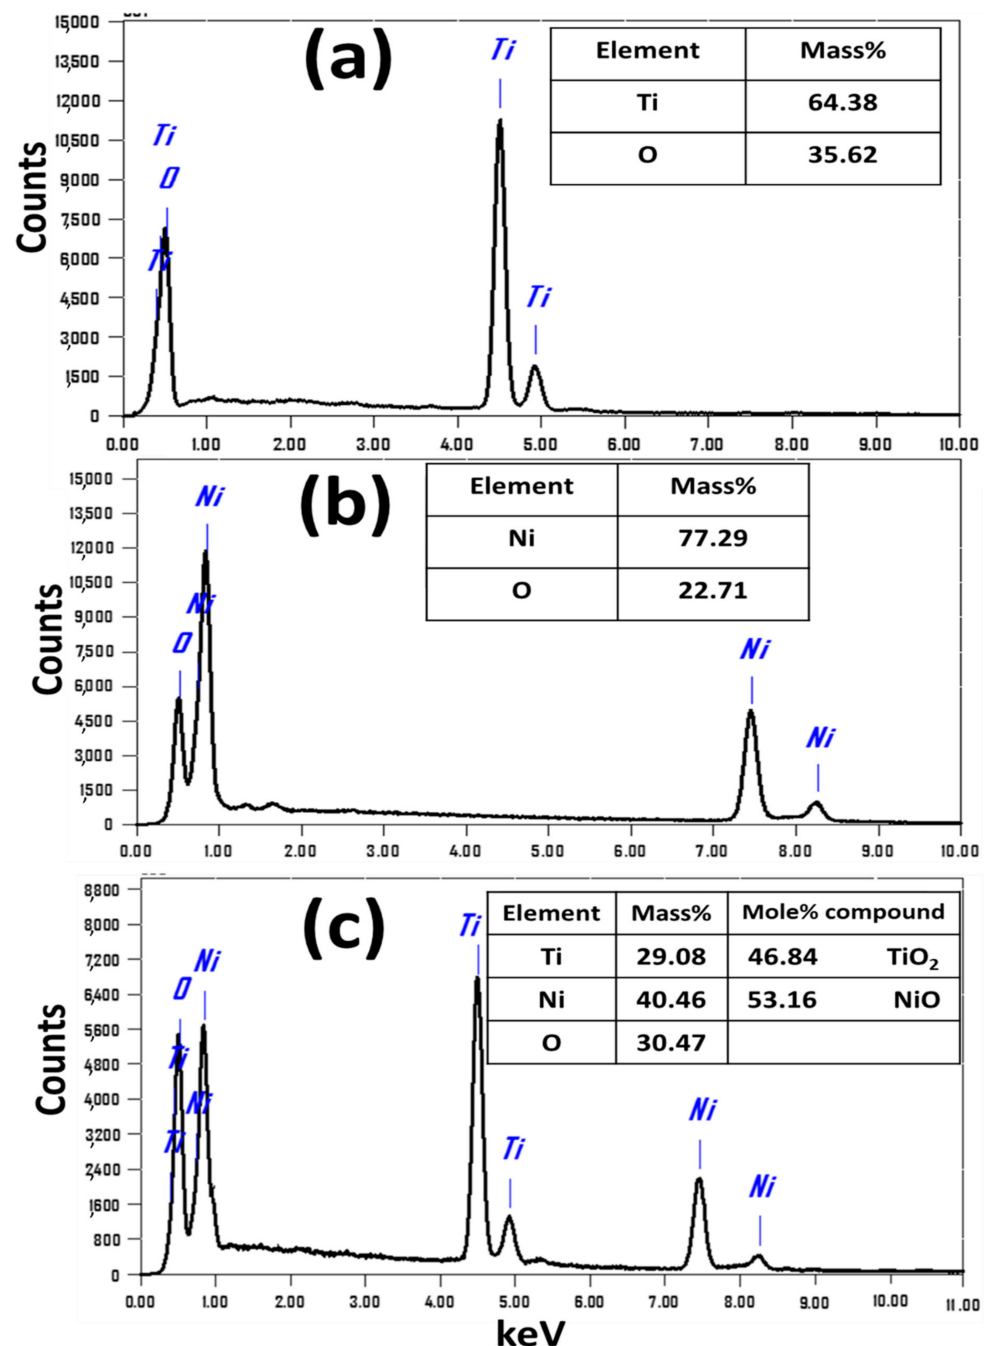 (a)
Counts
15,000
13,500
12,000
10,500
9,000
7,500
6,000
4,500
3,000
1,500
0
Ti
O
Ti
Ti
Ti
Element Mass%
Ti 64.38
O 35.62
0.00 1.00 2.00 3.00 4.00 5.00 6.00 7.00 8.00 9.00 10.00
(b)
Counts
15,000
13,500
12,000
10,500
9,000
7,500
6,000
4,500
3,000
1,500
0
Ni
Ni
O
Ni
Ni
Element Mass%
Ni 77.29
O 22.71
0.00 1.00 2.00 3.00 4.00 5.00 6.00 7.00 8.00 9.00 10.00
(c)
Counts
8,800
8,000
7,200
6,400
5,600
4,800
4,000
3,200
2,400
1,600
800
0
Ni
O
Ti
Ni
Ti
Ti
Ti
Ni
Ni
Element Mass% Mole% compound
Ti 29.08 46.84 TiO₂
Ni 40.46 53.16 NiO
O 30.47
0.00 1.00 2.00 3.00 4.00 5.00 6.00 7.00 8.00 9.00 10.00 11.00
keV